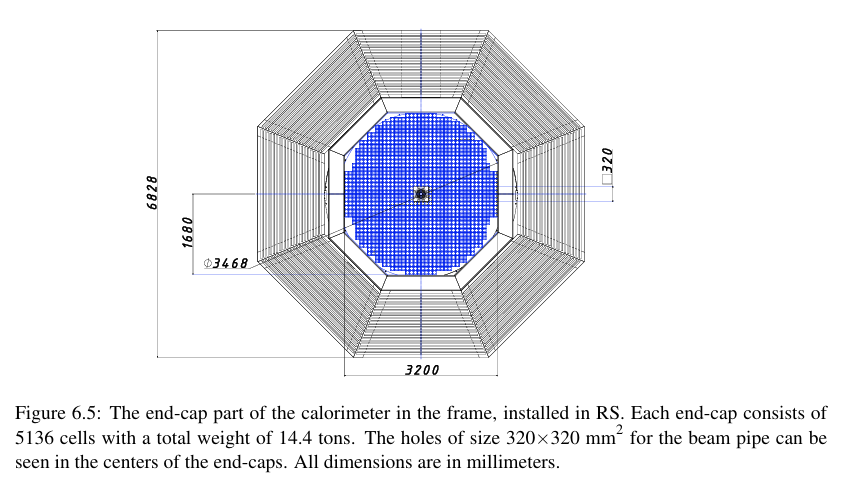 □320
6828
1680
Φ3468
3200
Figure 6.5: The end-cap part of the calorimeter in the frame, installed in RS. Each end-cap consists of
5136 cells with a total weight of 14.4 tons. The holes of size 320×320 mm² for the beam pipe can be
seen in the centers of the end-caps. All dimensions are in millimeters.